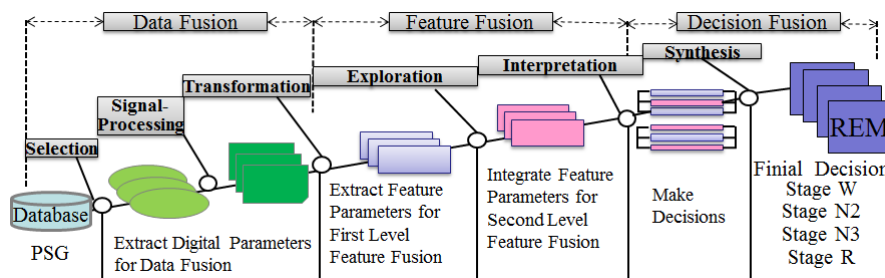 Data Fusion
Feature Fusion
Decision Fusion
Synthesis
Interpretation
Exploration
Transformation
Signal-
Processing
Selection
REM
Database
PSG
Extract Digital Parameters
for Data Fusion
Extract Feature
Parameters for
First Level
Feature Fusion
Integrate Feature
Parameters for
Second Level
Feature Fusion
Make
Decisions
Finial Decision
Stage W
Stage N2
Stage N3
Stage R